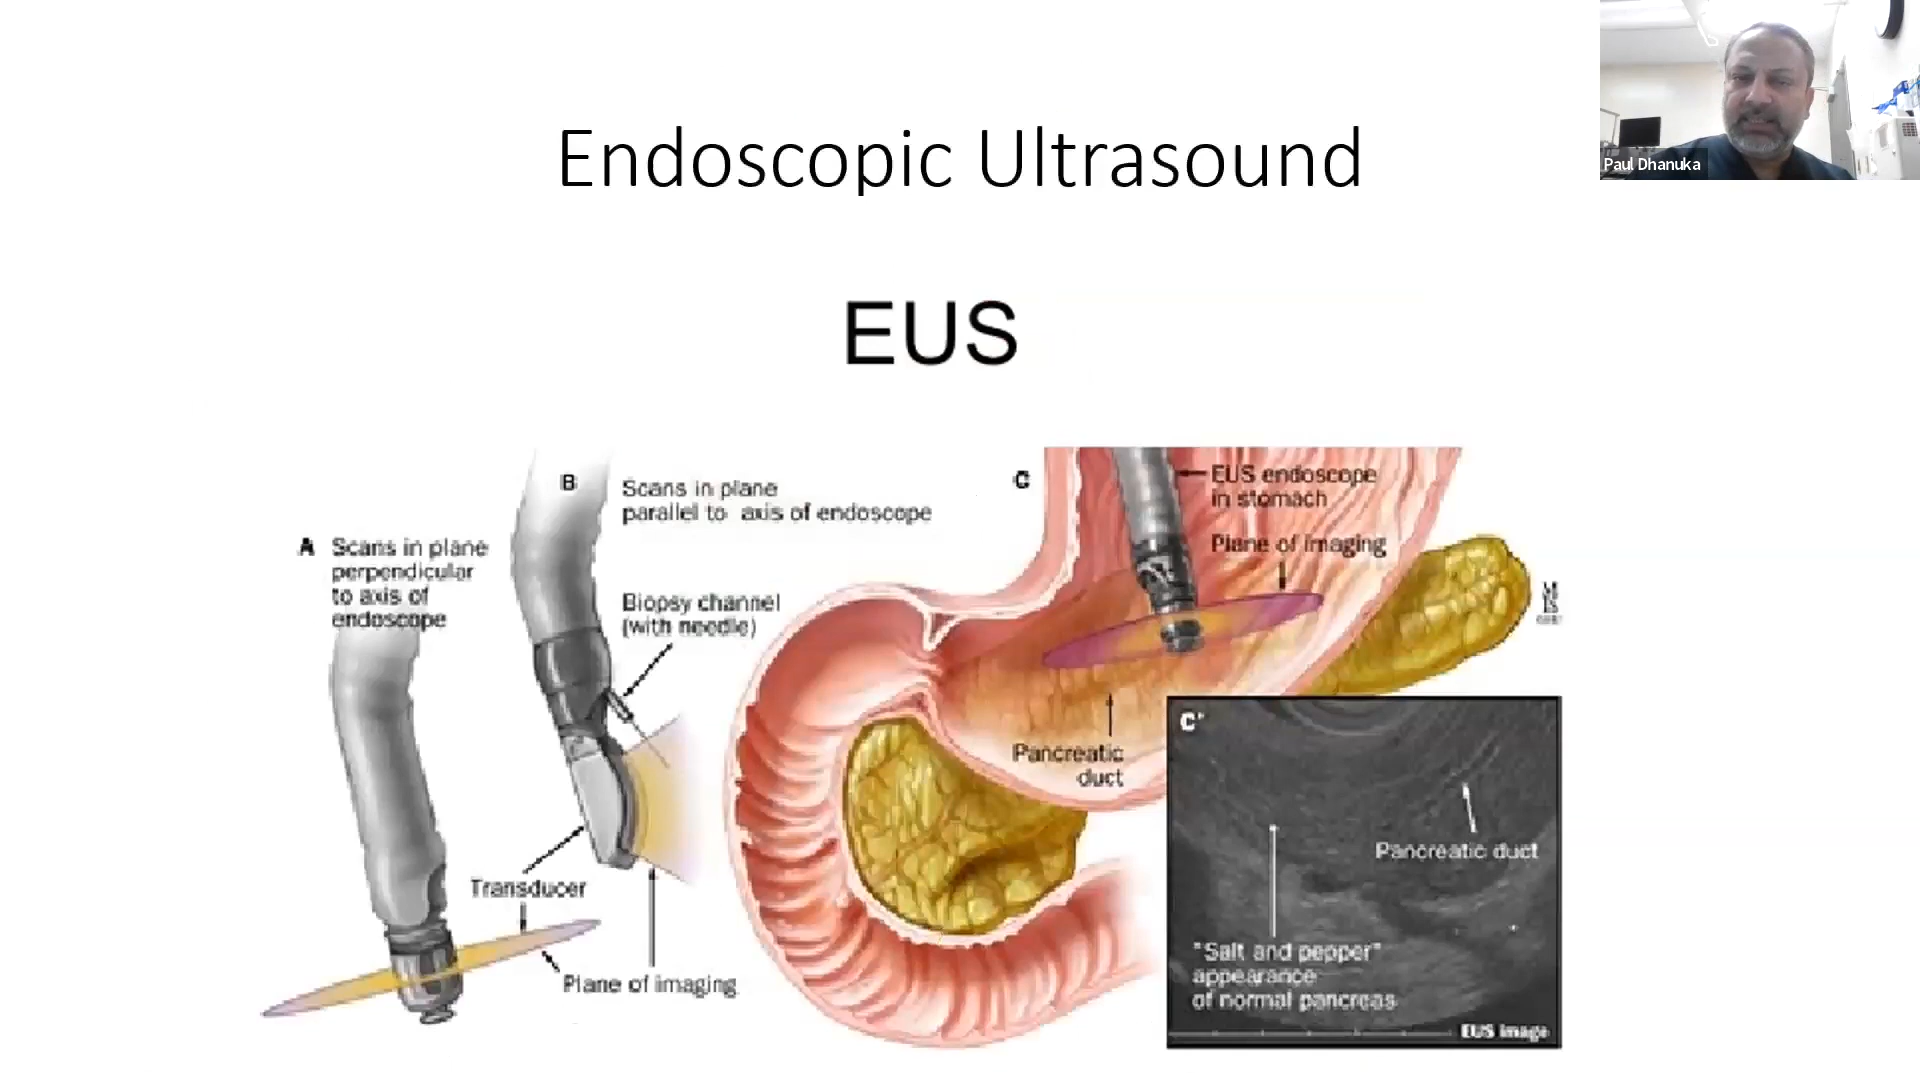 Endoscopic Ultrasound
Paul Dhanuka
EUS
A
Scans in plane
perpendicular
to axis of
endoscope
B
Scans in plane
parallel to axis of endoscope
Biopsy channel
(with needle)
Transducer
Plane of imaging
C
EUS endoscope
in stomach
Plane of imaging
Pancreatic
duct
C'
Pancreatic duct
"Salt and pepper"
appearance
of normal pancreas
EUS image